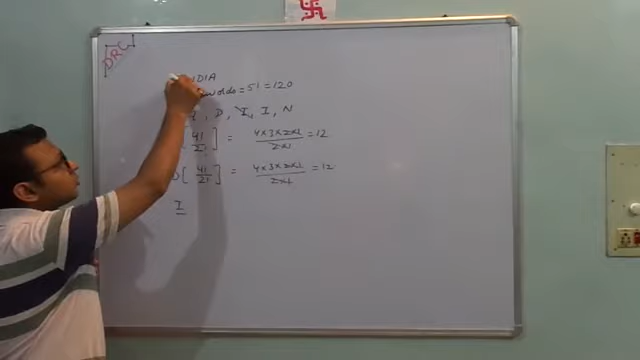 DRC
NDIA
words = 5! = 120
A, D, I, I, N
[ 4!/2! ] = 4×3×2×1/2×1 = 12
D[ 4!/2! ] = 4×3×2×1/2×1 = 12
I